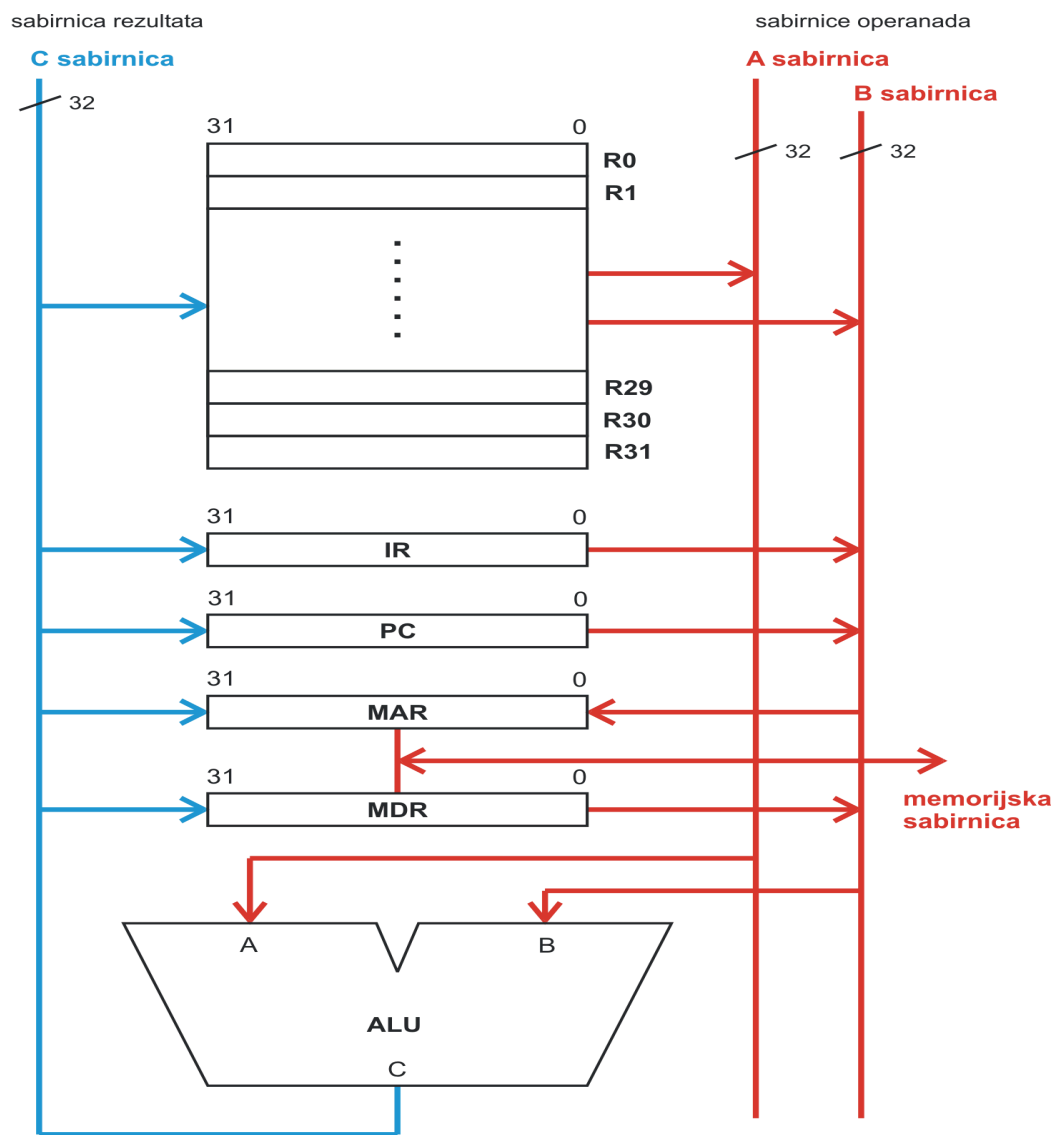 sabirnica rezultata
sabirnice operanada
C sabirnica
A sabirnica
B sabirnica
32
31
0
32
32
R0
R1
R29
R30
R31
31
0
IR
31
0
PC
31
0
MAR
31
0
MDR
memorijska
sabirnica
A
B
ALU
C